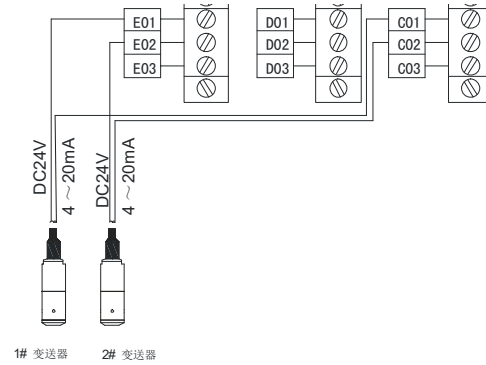 E01 D01 C01
E02 D02 C02
E03 D03 C03
DC24V
4～20mA
DC24V
4～20mA
1# 变送器 2# 变送器